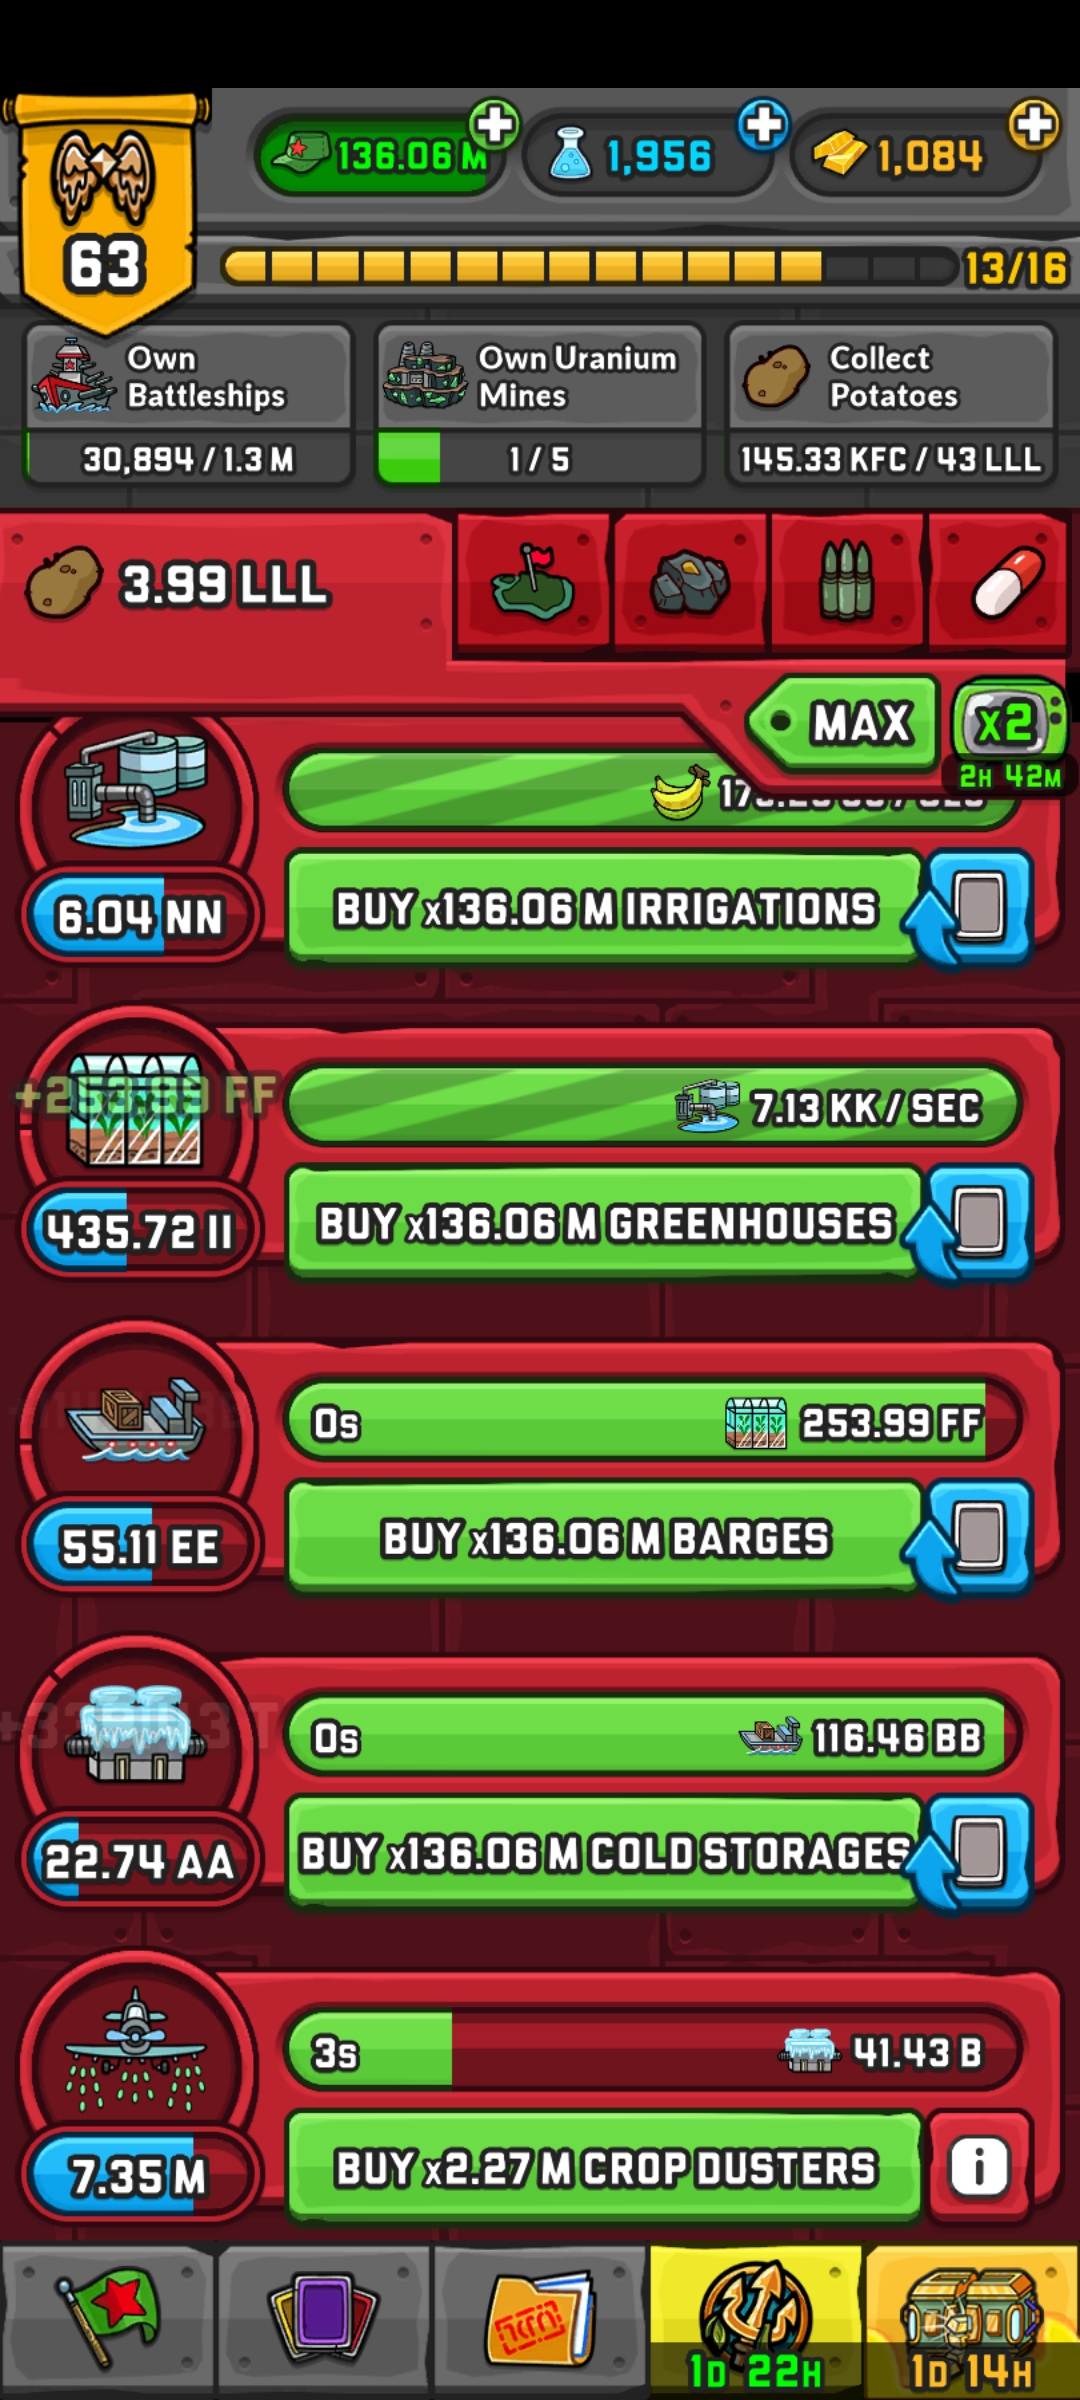 136.06 M
1,956
1,084
63
13/16
Own
Battleships
30,894 / 1.3 M
Own Uranium
Mines
1 / 5
Collect
Potatoes
145.33 KFC / 43 LLL
3.99 LLL
MAX
x2
2H 42M
6.04 NN
BUY x136.06 M IRRIGATIONS
+253.99 FF
7.13 KK / SEC
435.72 II
BUY x136.06 M GREENHOUSES
0s
253.99 FF
55.11 EE
BUY x136.06 M BARGES
0s
116.46 BB
22.74 AA
BUY x136.06 M COLD STORAGES
3s
41.43 B
7.35 M
BUY x2.27 M CROP DUSTERS
i
1D 22H
1D 14H